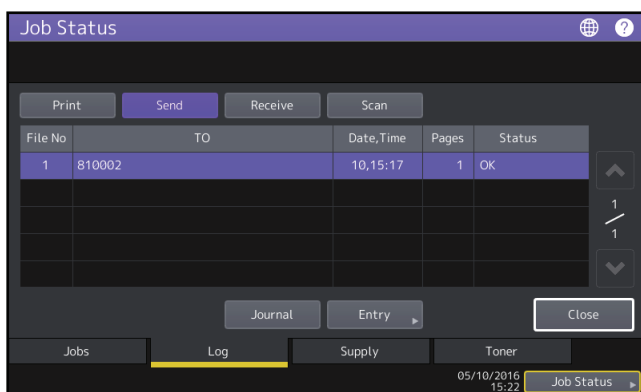 Job Status ?
Print Send Receive Scan
File No TO Date,Time Pages Status
1 810002 10,15:17 1 OK
1
1
Journal Entry Close
Jobs Log Supply Toner
05/10/2016
15:22 Job Status